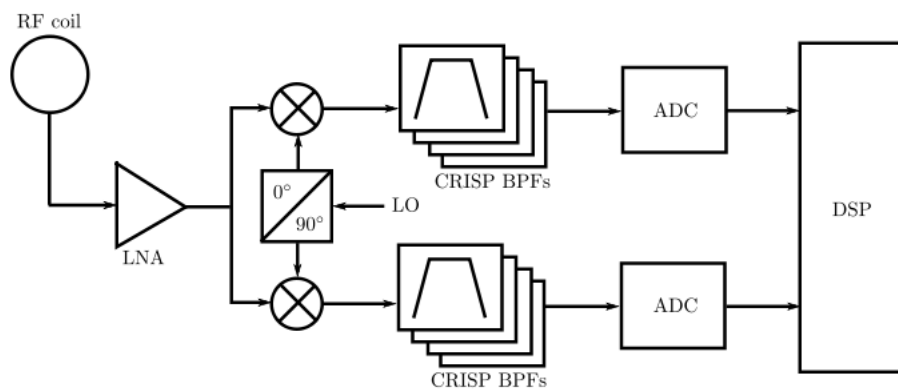 RF coil
LNA
0°
90°
LO
CRISP BPFs
ADC
DSP
CRISP BPFs
ADC